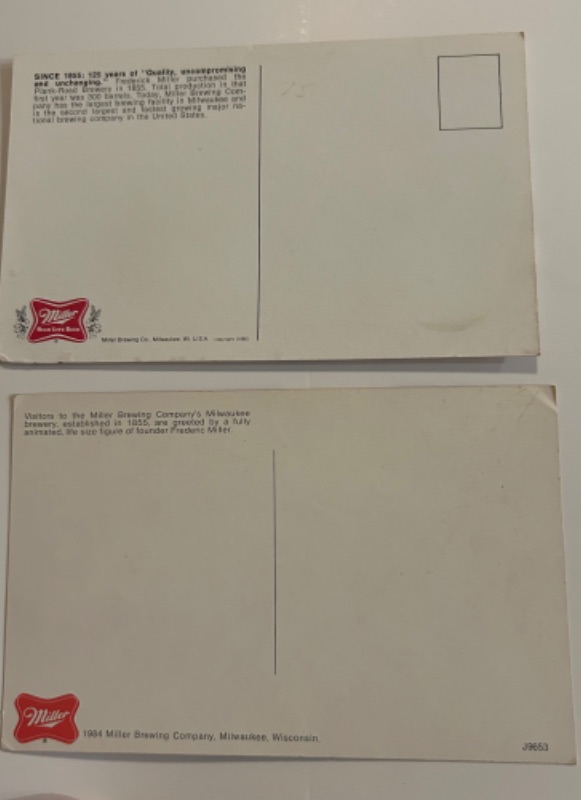 SINCE 1855: 125 years of "Quality, uncompromising
and unchanging." Frederick Miller purchased the
Plank-Road Brewery in 1855. Total production in that
first year was 300 barrels. Today, Miller Brewing Com-
pany has the largest brewing facility in Milwaukee and
is the second largest and fastest growing major na-
tional brewing company in the United States.
Miller
High Life Beer
Miller Brewing Co., Milwaukee, WI, U.S.A.
Visitors to the Miller Brewing Company's Milwaukee
brewery, established in 1855, are greeted by a fully
animated, life size figure of founder Frederic Miller.
Miller
1984 Miller Brewing Company, Milwaukee, Wisconsin
J9653